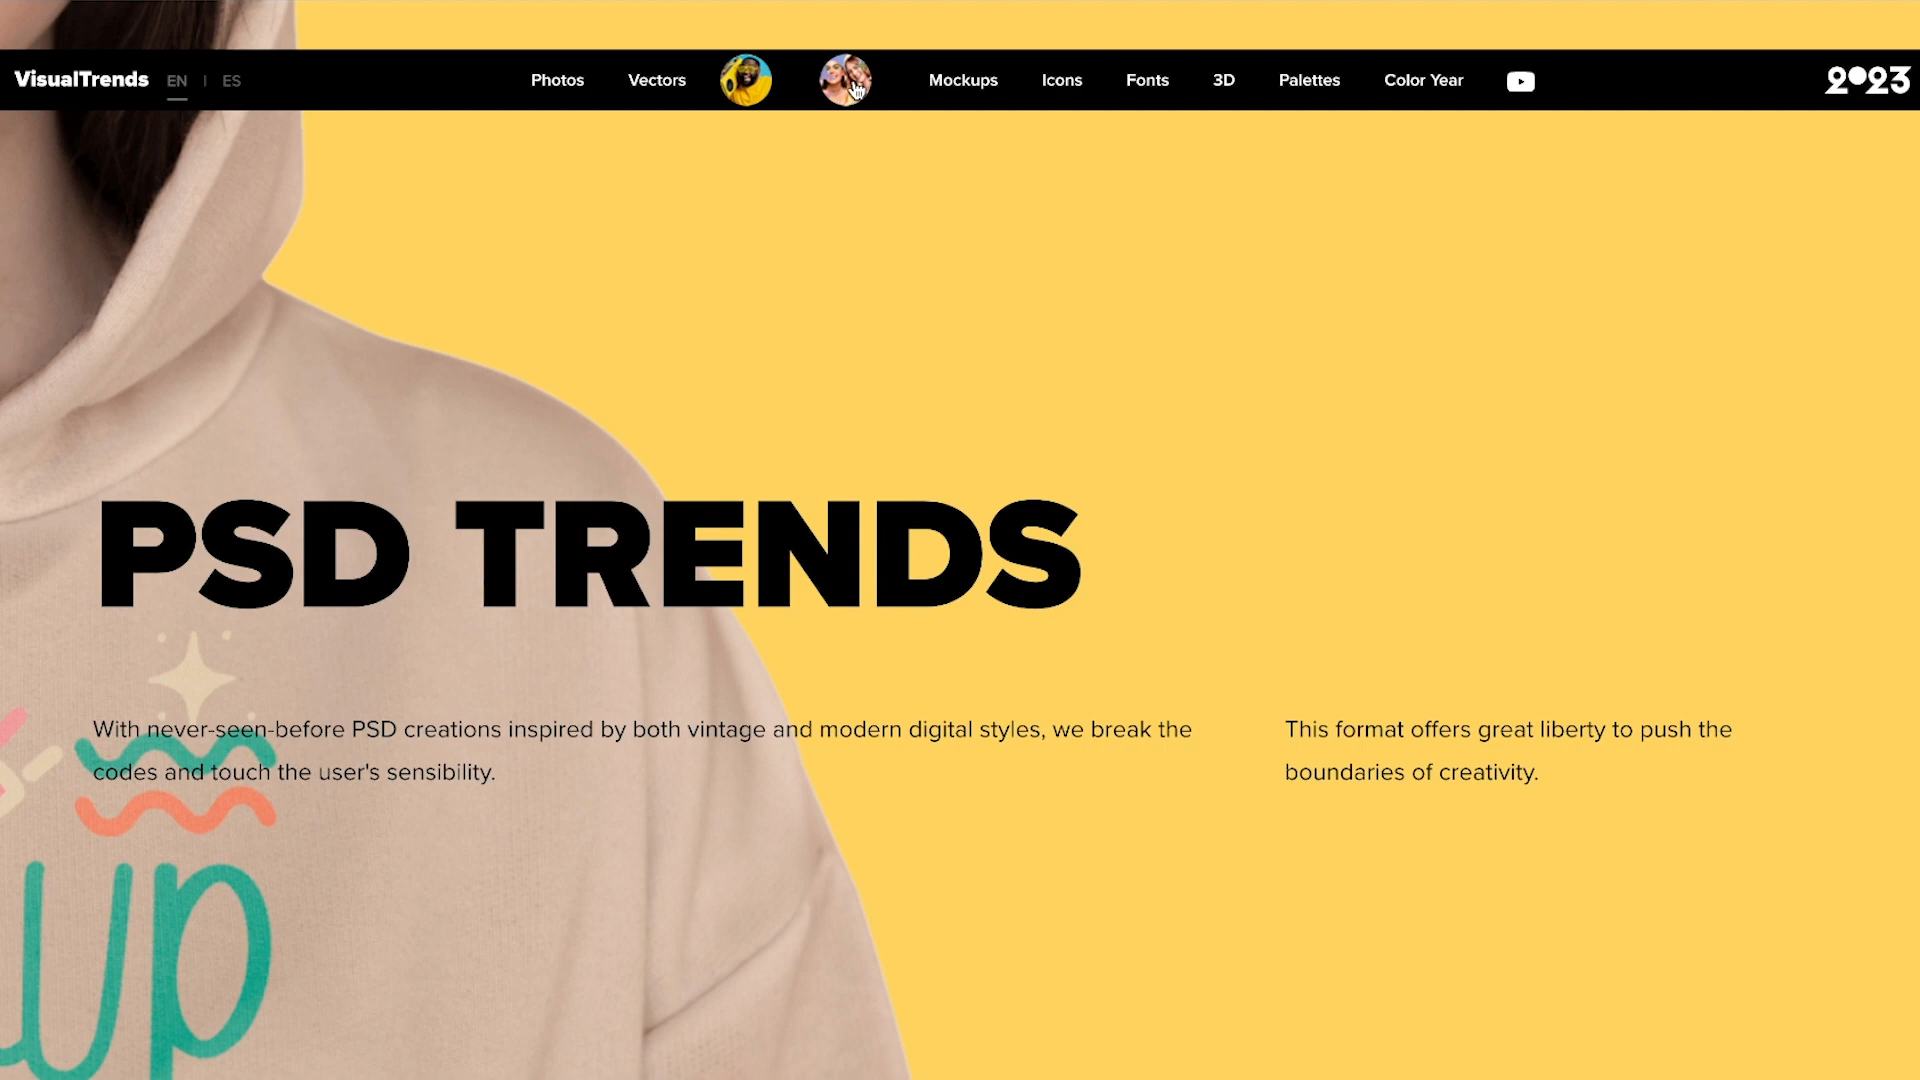 VisualTrends EN | ES Photos Vectors Mockups Icons Fonts 3D Palettes Color Year 2023
PSD TRENDS
With never-seen-before PSD creations inspired by both vintage and modern digital styles, we break the
codes and touch the user's sensibility.
This format offers great liberty to push the
boundaries of creativity.
up